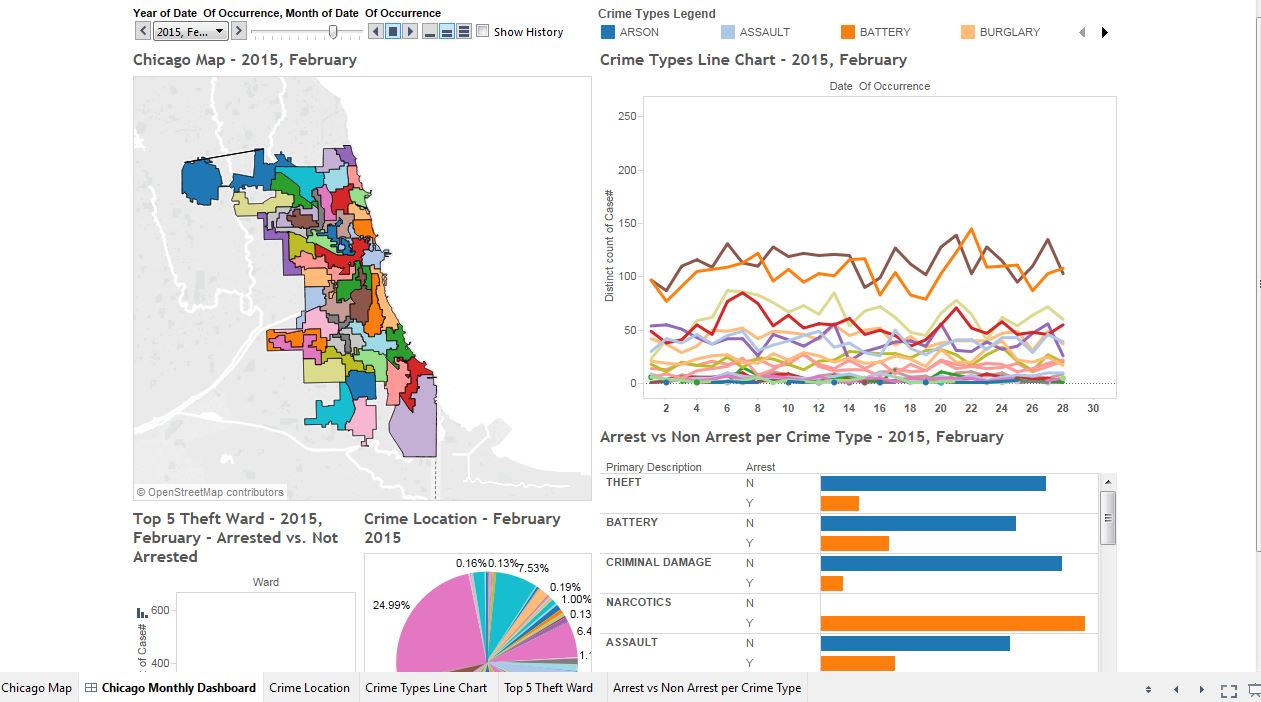 Year of Date Of Occurrence, Month of Date Of Occurrence
2015, Fe...
Show History
Crime Types Legend
ARSON
ASSAULT
BATTERY
BURGLARY
Chicago Map - 2015, February
© OpenStreetMap contributors
Crime Types Line Chart - 2015, February
Date Of Occurrence
Distinct count of Case#
250
200
150
100
50
0
2 4 6 8 10 12 14 16 18 20 22 24 26 28 30
Arrest vs Non Arrest per Crime Type - 2015, February
Primary Description Arrest
THEFT N
Y
BATTERY N
Y
CRIMINAL DAMAGE N
Y
NARCOTICS N
Y
ASSAULT N
Y
Top 5 Theft Ward - 2015,
February - Arrested vs. Not
Arrested
Ward
600
400
of Case#
Crime Location - February
2015
0.16% 0.13% 7.53%
0.19%
24.99%
1.00%
0.13
6.4
1.
Chicago Map
Chicago Monthly Dashboard
Crime Location
Crime Types Line Chart
Top 5 Theft Ward
Arrest vs Non Arrest per Crime Type